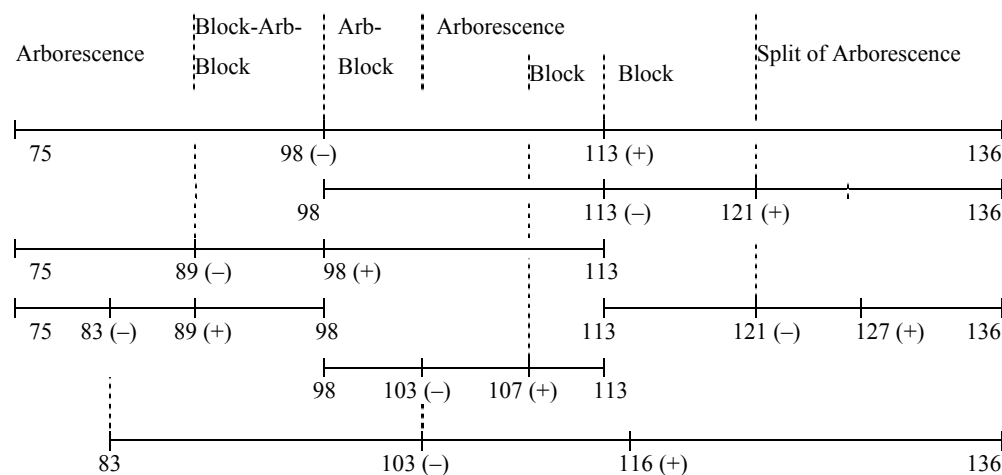 Block-Arb- Arb- Arborescence
Arborescence Split of Arborescence
Block Block Block Block
75 98 (–) 113 (+) 136
98 113 (–) 121 (+) 136
75 89 (–) 98 (+) 113
75 83 (–) 89 (+) 98 113 121 (–) 127 (+) 136
98 103 (–) 107 (+) 113
83 103 (–) 116 (+) 136